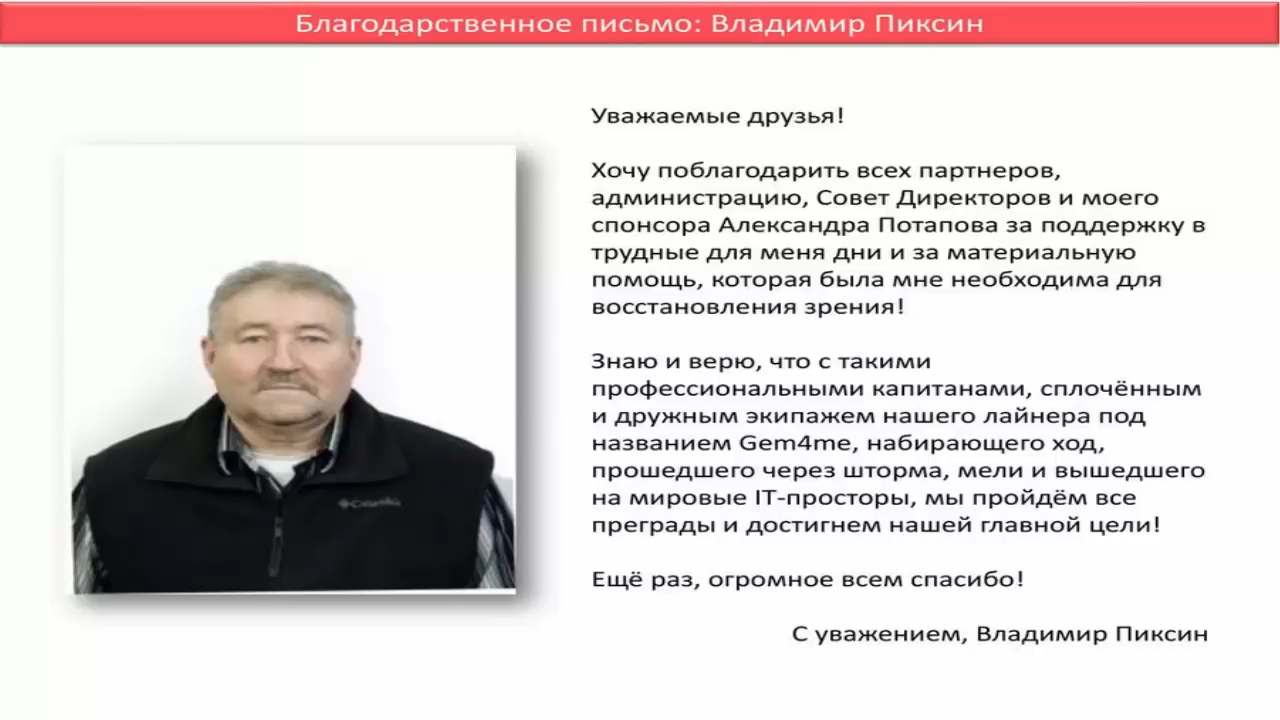 Благодарственное письмо: Владимир Пиксин
Уважаемые друзья!
Хочу поблагодарить всех партнеров,
администрацию, Совет Директоров и моего
спонсора Александра Потапова за поддержку в
трудные для меня дни и за материальную
помощь, которая была мне необходима для
восстановления зрения!
Знаю и верю, что с такими
профессиональными капитанами, сплочённым
и дружным экипажем нашего лайнера под
названием Gem4me, набирающего ход,
прошедшего через шторма, мели и вышедшего
на мировые IT-просторы, мы пройдём все
преграды и достигнем нашей главной цели!
Ещё раз, огромное всем спасибо!
С уважением, Владимир Пиксин
Columbia